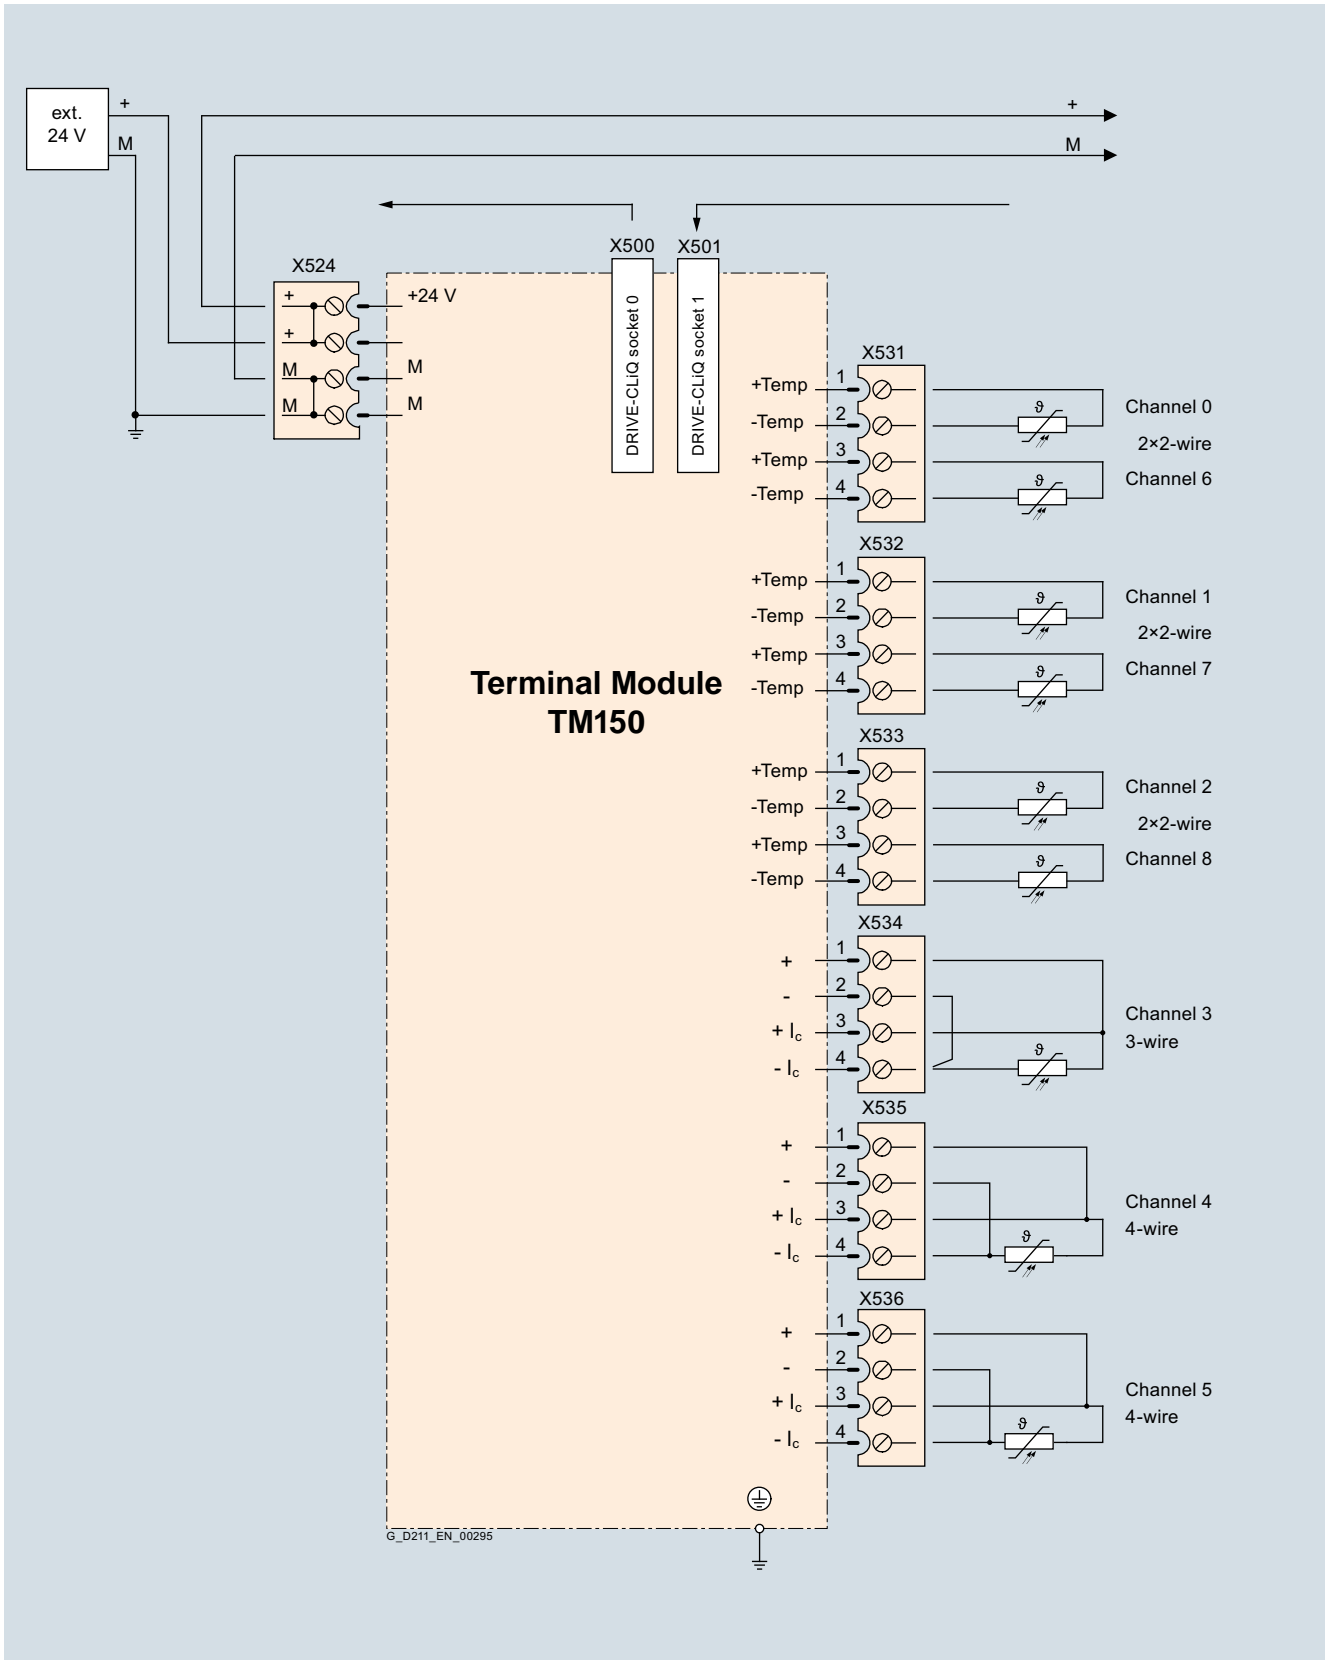 ext.
24 V
+
M
+
M
X500
X501
X524
+
+
M
M
+24 V
M
M
DRIVE-CLiQ socket 0
DRIVE-CLiQ socket 1
Terminal Module
TM150
X531
+Temp 1
-Temp 2
+Temp 3
-Temp 4
ϑ
ϑ
Channel 0
2×2-wire
Channel 6
X532
+Temp 1
-Temp 2
+Temp 3
-Temp 4
ϑ
ϑ
Channel 1
2×2-wire
Channel 7
X533
+Temp 1
-Temp 2
+Temp 3
-Temp 4
ϑ
ϑ
Channel 2
2×2-wire
Channel 8
X534
+ 1
- 2
+ Ic 3
- Ic 4
ϑ
Channel 3
3-wire
X535
+ 1
- 2
+ Ic 3
- Ic 4
ϑ
Channel 4
4-wire
X536
+ 1
- 2
+ Ic 3
- Ic 4
ϑ
Channel 5
4-wire
G_D211_EN_00295